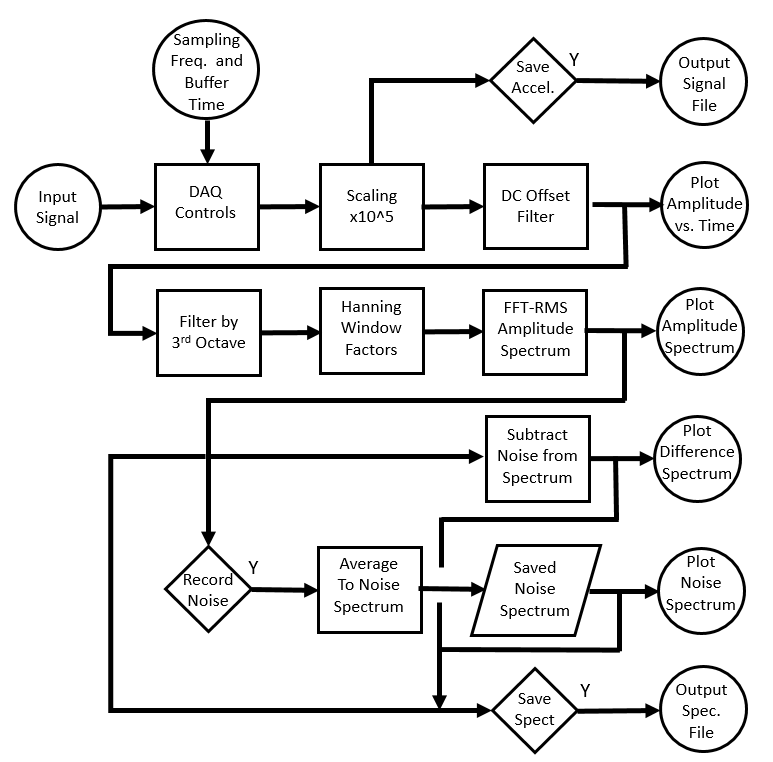 Sampling
Freq.  and
Buffer
Time
Save
Accel.
Y
Output
Signal
File
Input
Signal
DAQ
Controls
Scaling
x10^5
DC Offset
Filter
Plot
Amplitude
vs. Time
Filter by
3rd Octave
Hanning
Window
Factors
FFT-RMS
Amplitude
Spectrum
Plot
Amplitude
Spectrum
Subtract
Noise from
Spectrum
Plot
Difference
Spectrum
Record
Noise
Y
Average
To Noise
Spectrum
Saved
Noise
Spectrum
Plot
Noise
Spectrum
Save
Spect
Y
Output
Spec.
File